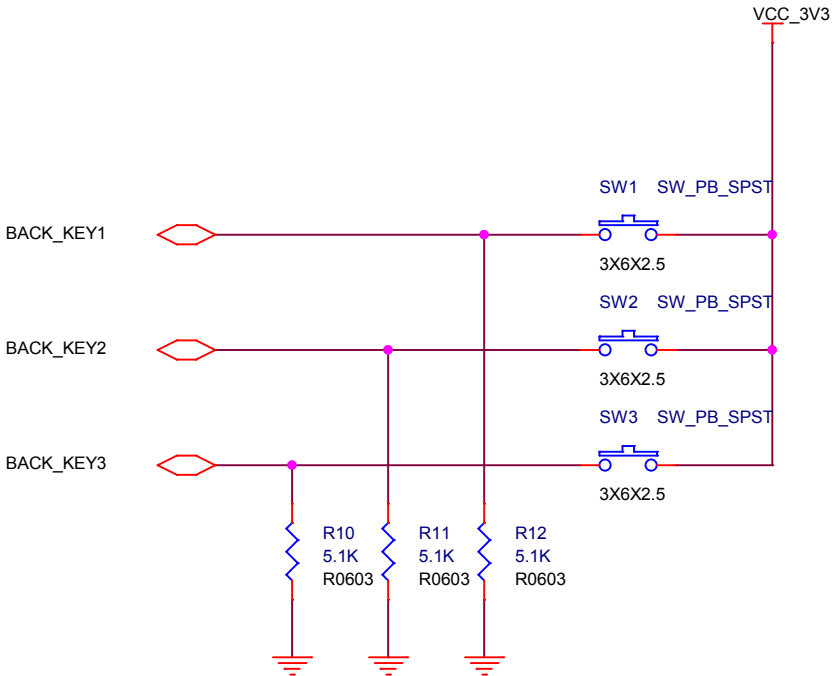 VCC_3V3
SW1 SW_PB_SPST
BACK_KEY1
3X6X2.5
SW2 SW_PB_SPST
BACK_KEY2
3X6X2.5
SW3 SW_PB_SPST
BACK_KEY3
3X6X2.5
R10 R11 R12
5.1K 5.1K 5.1K
R0603 R0603 R0603